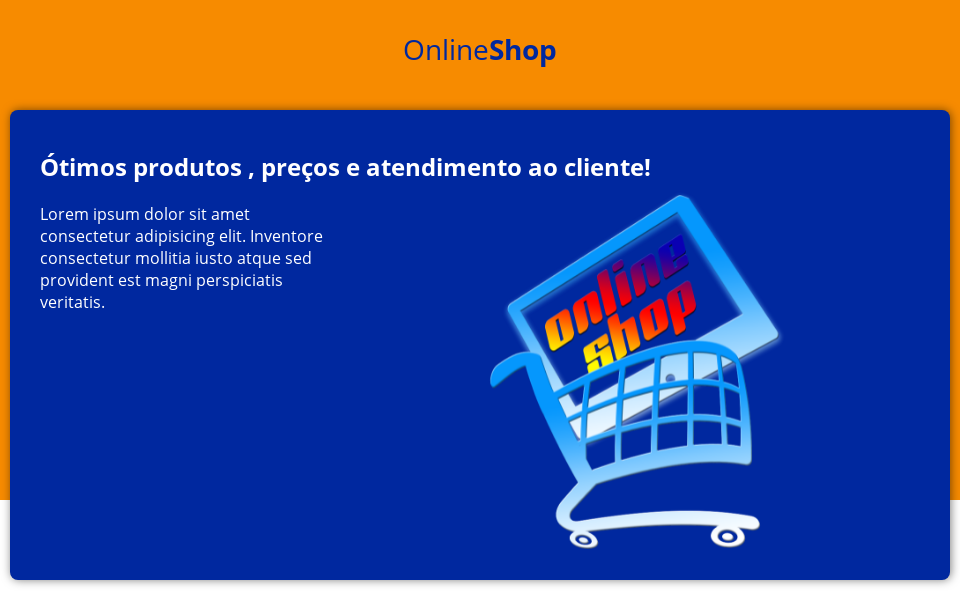 OnlineShop
Ótimos produtos , preços e atendimento ao cliente!
Lorem ipsum dolor sit amet
consectetur adipisicing elit. Inventore
consectetur mollitia iusto atque sed
provident est magni perspiciatis
veritatis.
online
shop